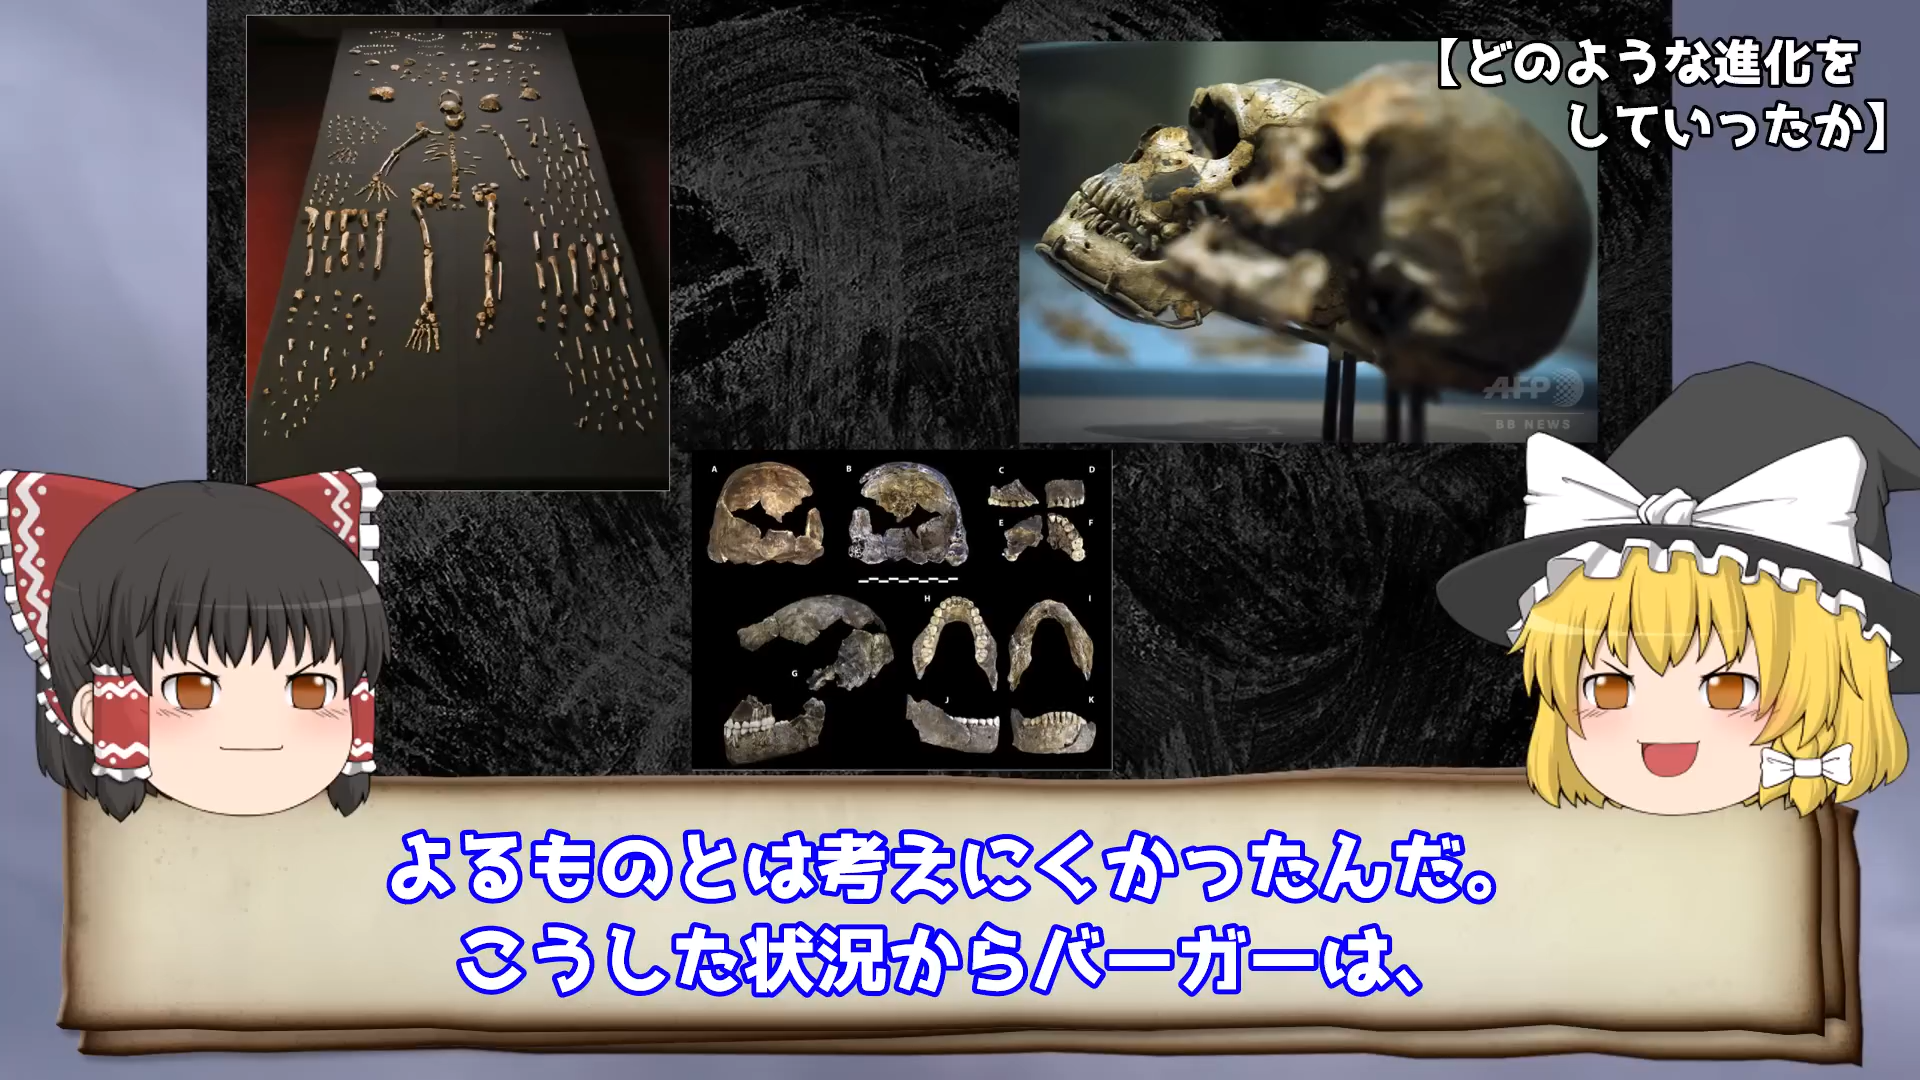 【どのような進化を
していったか】
AFP
BB NEWS
A
B
C
D
E
F
H
I
G
J
K
よるものとは考えにくかったんだ。
こうした状況からバーガーは、